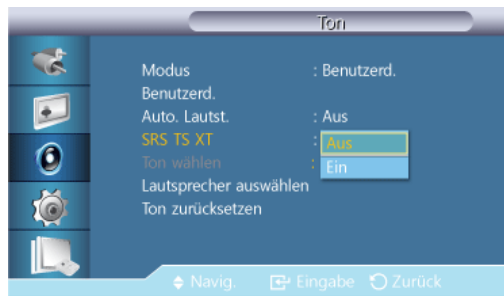 Ton
Modus : Benutzerd.
Benutzerd.
Auto. Lautst. : Aus
SRS TS XT : Aus
Ton wählen : Ein
Lautsprecher auswählen
Ton zurücksetzen
Navig. Eingabe Zurück